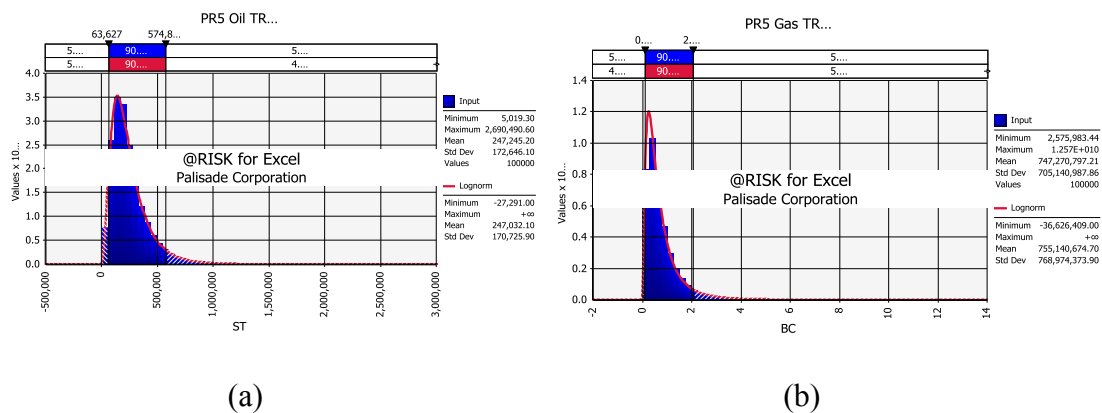 PR5 Oil TR...
63,627 574,8...
5.... 90.... 5....
5.... 90.... 4....
4.0
3.5
3.0
2.5
2.0
1.5
1.0
0.5
0.0
Values x 10...
@RISK for Excel
Palisade Corporation
-500,000 0 500,000 1,000,000 1,500,000 2,000,000 2,500,000 3,000,000
ST
Input
Minimum 5,019.30
Maximum 2,690,490.60
Mean 247,245.20
Std Dev 172,646.10
Values 100000
Lognorm
Minimum -27,291.00
Maximum +∞
Mean 247,032.10
Std Dev 170,725.90
(a)
PR5 Gas TR...
0... 2....
5.... 90.... 5....
4.... 90.... 5....
1.4
1.2
1.0
0.8
0.6
0.4
0.2
0.0
Values x 10...
@RISK for Excel
Palisade Corporation
-2 0 2 4 6 8 10 12 14
BC
Input
Minimum 2,575,983.44
Maximum 1.257E+010
Mean 747,270,797.21
Std Dev 705,140,987.86
Values 100000
Lognorm
Minimum -36,626,409.00
Maximum +∞
Mean 755,140,674.70
Std Dev 768,974,373.90
(b)